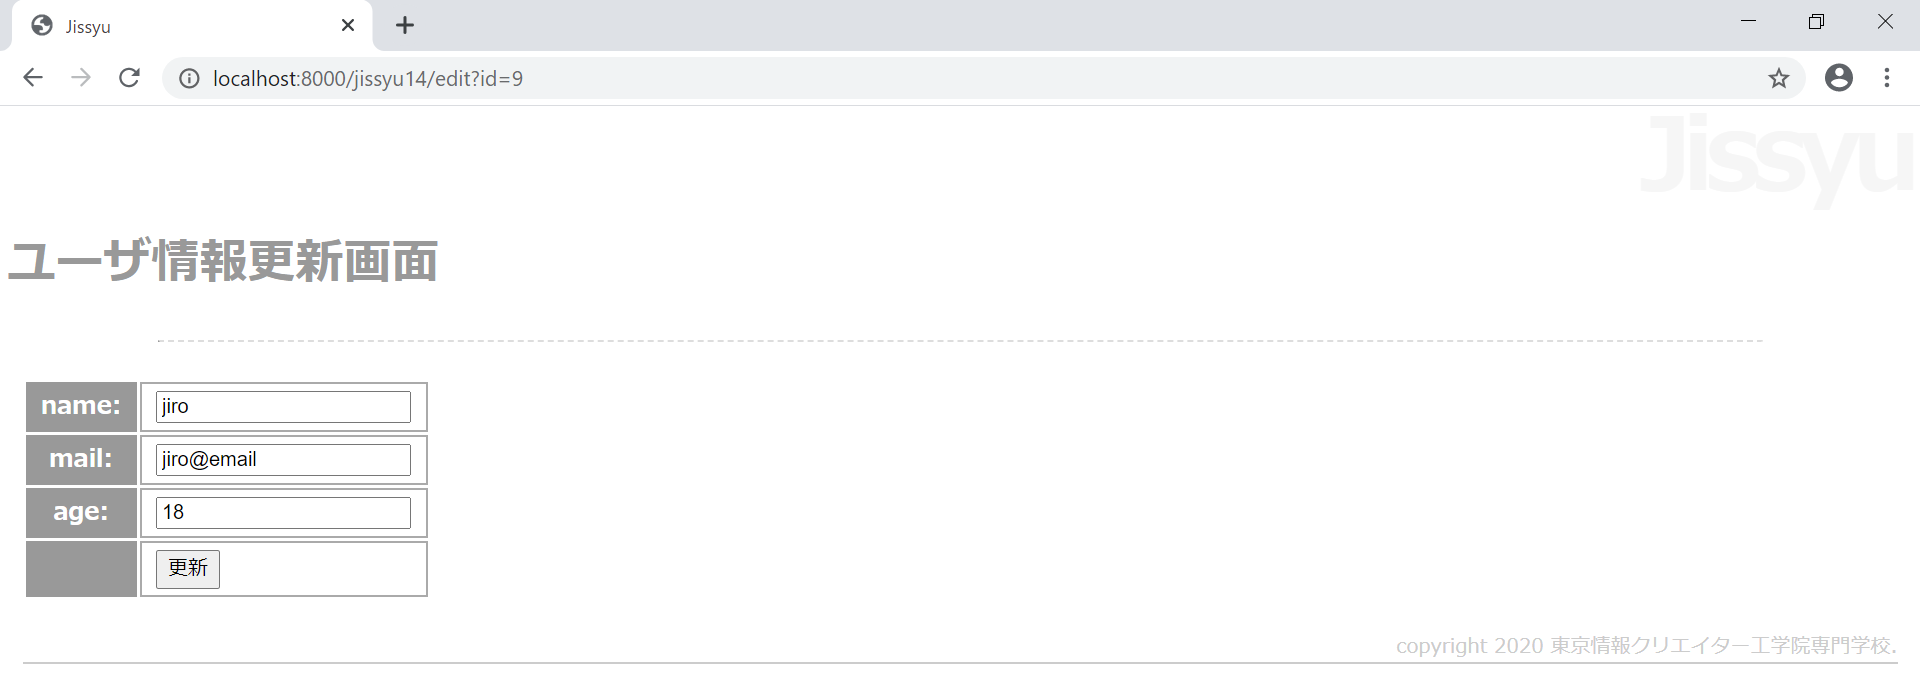 Jissyu
localhost:8000/jissyu14/edit?id=9
Jissyu
ユーザ情報更新画面
name: jiro
mail: jiro@email
age: 18
更新
copyright 2020 東京情報クリエイター工学院専門学校.